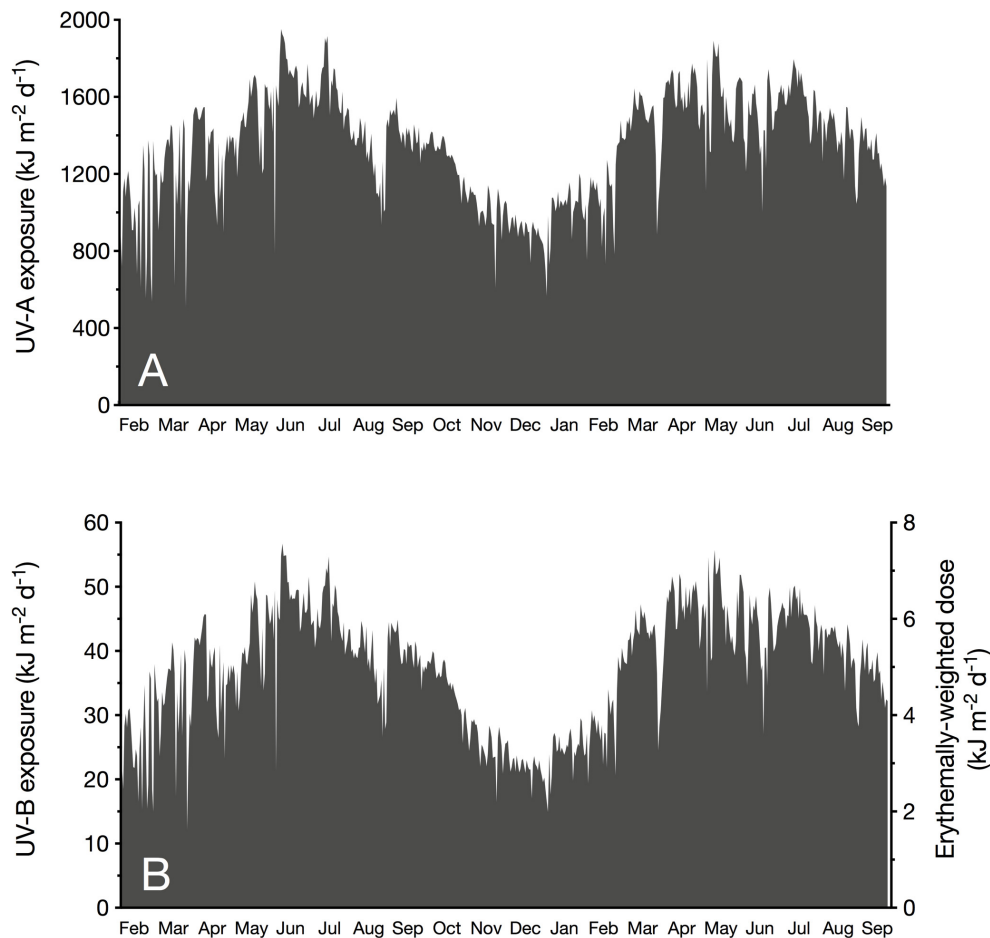 2000
1600
1200
800
400
0
UV-A exposure (kJ m⁻² d⁻¹)
A
Feb Mar Apr May Jun Jul Aug Sep Oct Nov Dec Jan Feb Mar Apr May Jun Jul Aug Sep
60
50
40
30
20
10
0
UV-B exposure (kJ m⁻² d⁻¹)
B
8
6
4
2
0
Erythemally-weighted dose
(kJ m⁻² d⁻¹)
Feb Mar Apr May Jun Jul Aug Sep Oct Nov Dec Jan Feb Mar Apr May Jun Jul Aug Sep